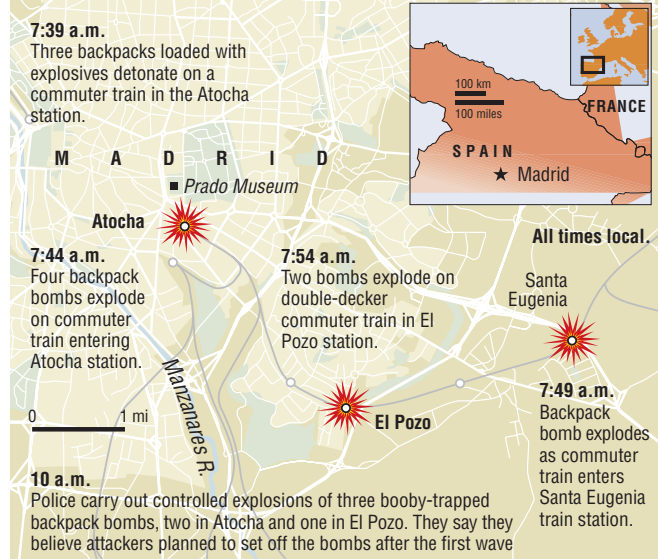 7:39 a.m.
Three backpacks loaded with
explosives detonate on a
commuter train in the Atocha
station.
100 km
100 miles
FRANCE
SPAIN
Madrid
MADRID
Prado Museum
Atocha
All times local.
7:44 a.m.
Four backpack
bombs explode
on commuter
train entering
Atocha station.
7:54 a.m.
Two bombs explode on
double-decker
commuter train in El
Pozo station.
Santa
Eugenia
Manzanares R.
0 1 mi
El Pozo
7:49 a.m.
Backpack
bomb explodes
as commuter
train enters
Santa Eugenia
train station.
10 a.m.
Police carry out controlled explosions of three booby-trapped
backpack bombs, two in Atocha and one in El Pozo. They say they
believe attackers planned to set off the bombs after the first wave